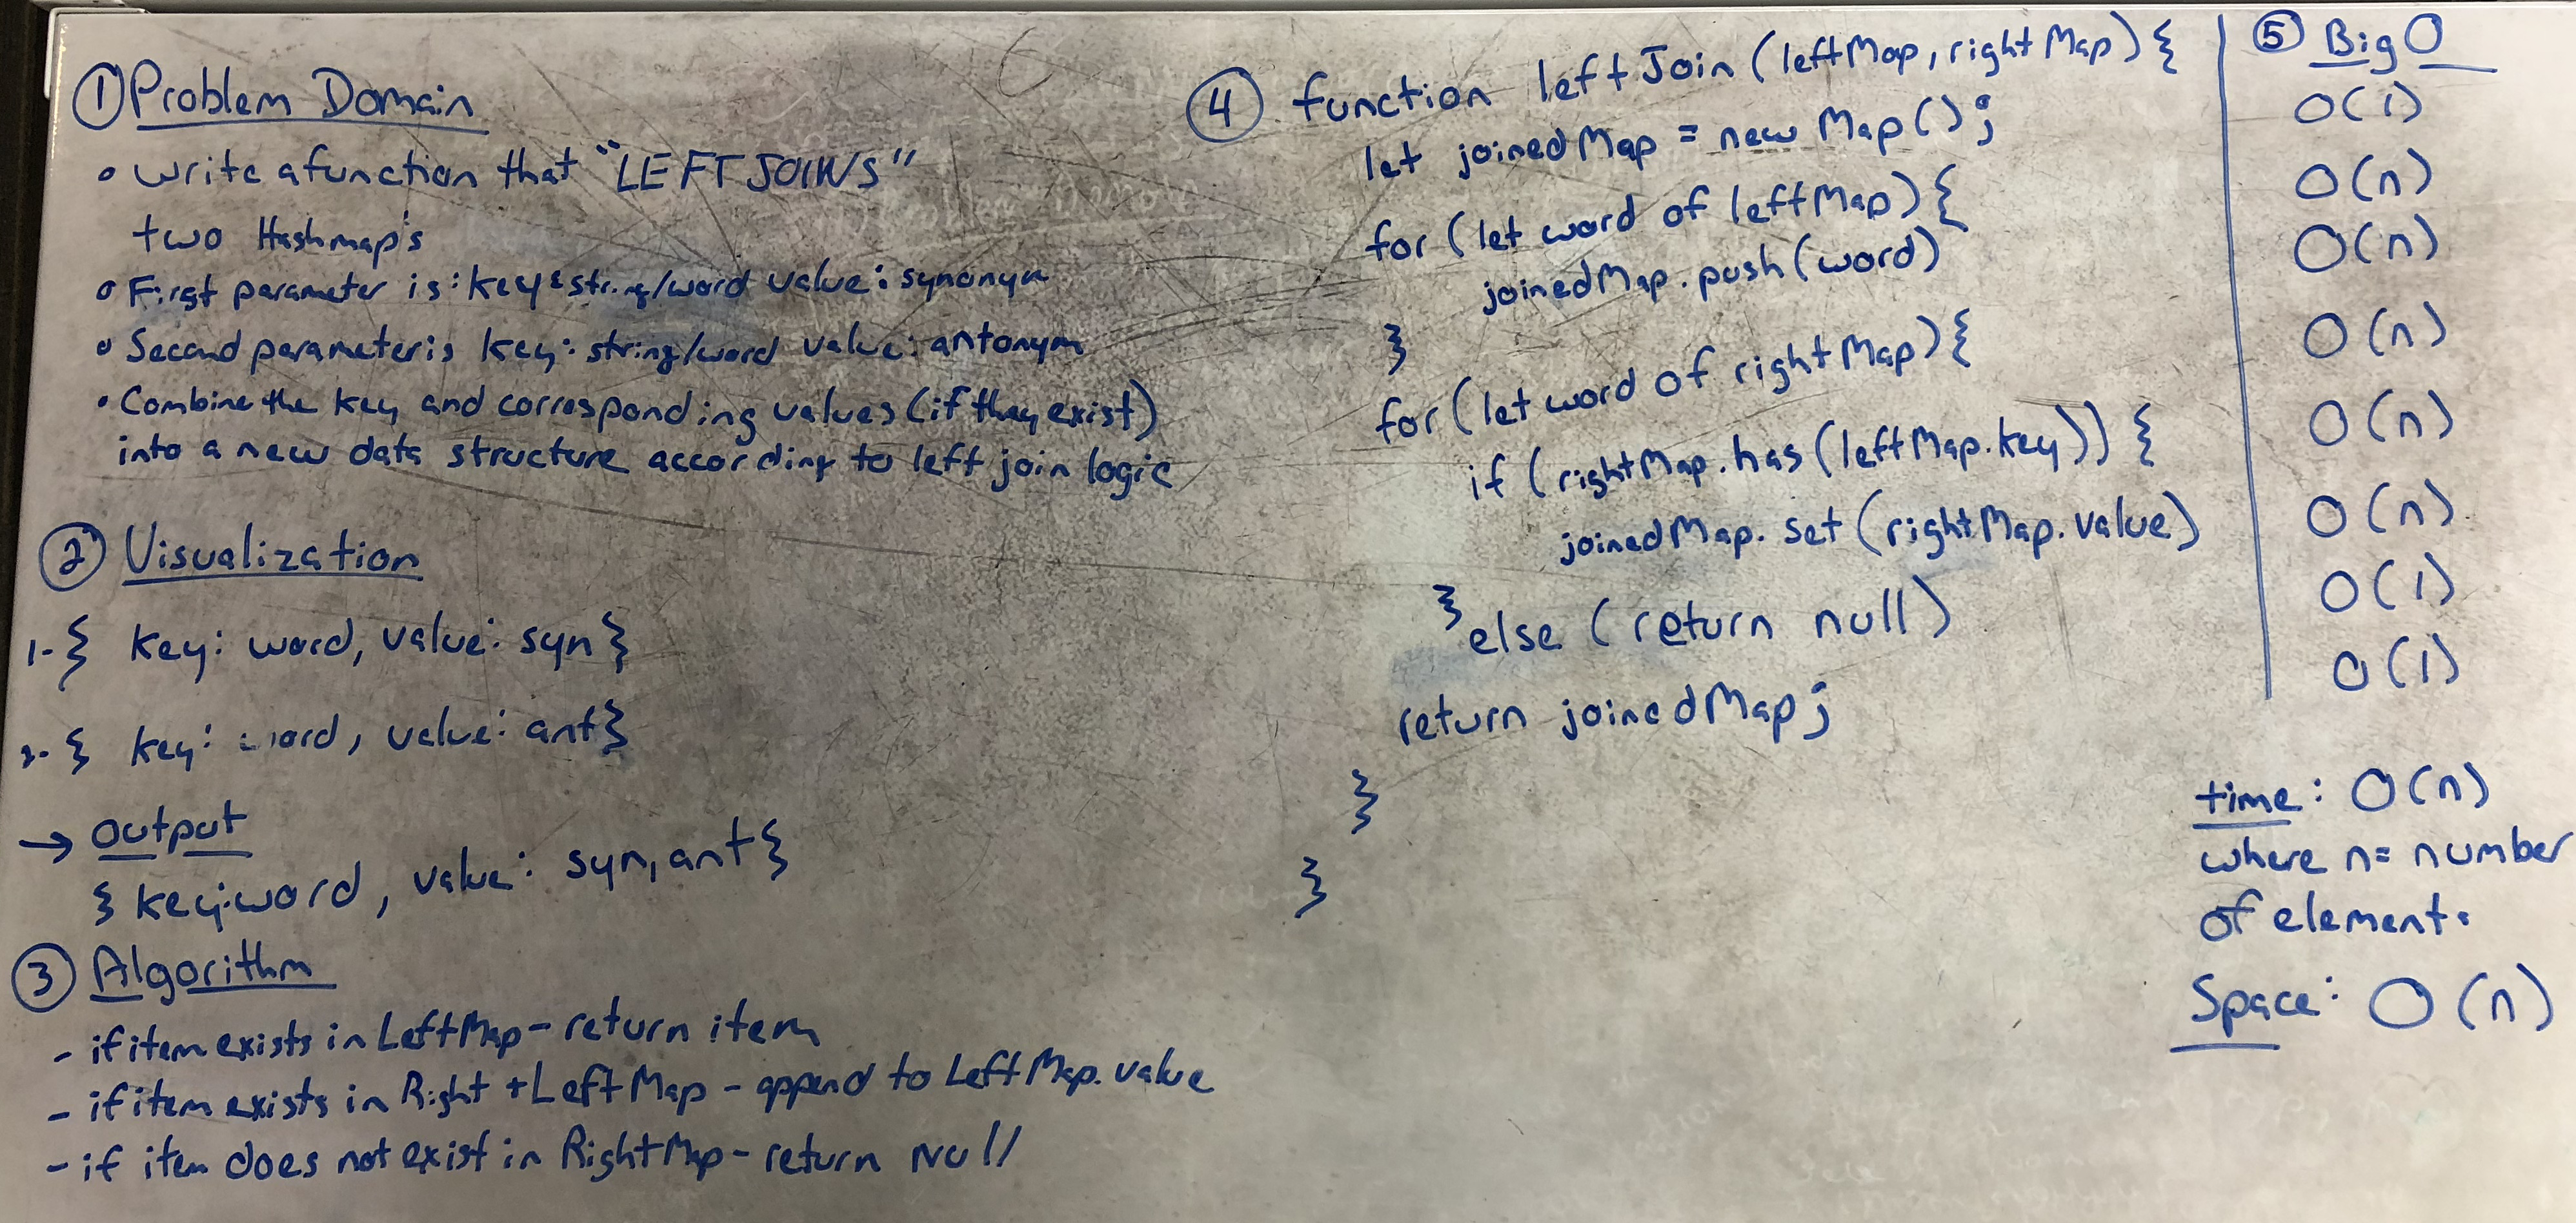 ① Problem Domain
• Write a function that "LEFT JOINS"
two Hashmap's
• First parameter is: key: string/word value: synonym
• Second parameter is key: string/word value: antonym
• Combine the key and corresponding values (if they exist)
into a new data structure according to left join logic
② Visualization
1- { key: word, value: syn }
2- { key: word, value: ant }
→ output
{ key: word, value: syn, ant }
③ Algorithm
- if item exists in LeftMap - return item
- if item exists in Right + LeftMap - append to LeftMap.value
- if item does not exist in RightMap - return Null
④ function leftJoin (leftMap, rightMap) {
let joinedMap = new Map();
for (let word of leftMap) {
joinedMap.push(word)
}
for (let word of rightMap) {
if (rightMap.has(leftMap.key)) {
joinedMap.set(rightMap.value)
} else (return null)
return joinedMap;
}
}
⑤ Big O
O(1)
O(n)
O(n)
O(n)
O(n)
O(n)
O(1)
O(1)
time: O(n)
where n= number
of elements
Space: O(n)